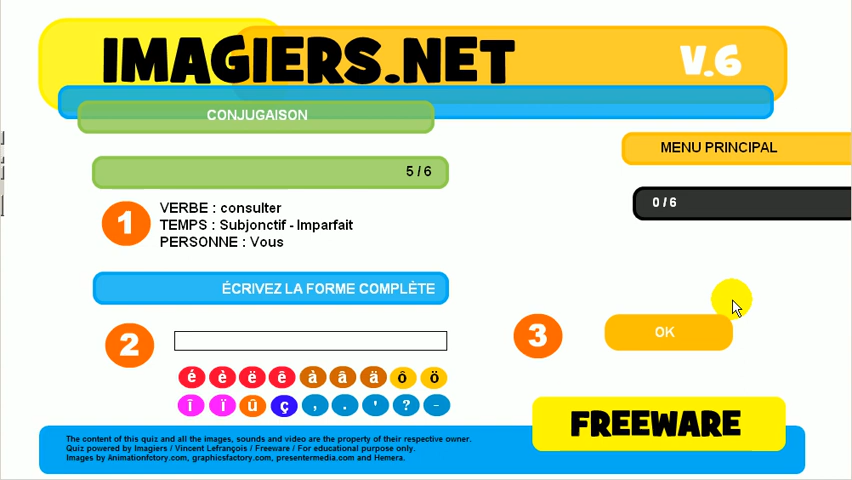 IMAGIERS.NET
V.6
CONJUGAISON
MENU PRINCIPAL
5 / 6
0 / 6
1
VERBE : consulter
TEMPS : Subjonctif - Imparfait
PERSONNE : Vous
ÉCRIVEZ LA FORME COMPLÈTE
2
3
OK
é è ë ê à â ä ô ö
î ï û ç , . ' ? -
FREEWARE
The content of this quiz and all the images, sounds and video are the property of their respective owner.
Quiz powered by Imagiers / Vincent Lefrançois / Freeware / For educational purpose only.
Images by Animationfctory.com, graphicsfactory.com, presentermedia.com and Hemera.